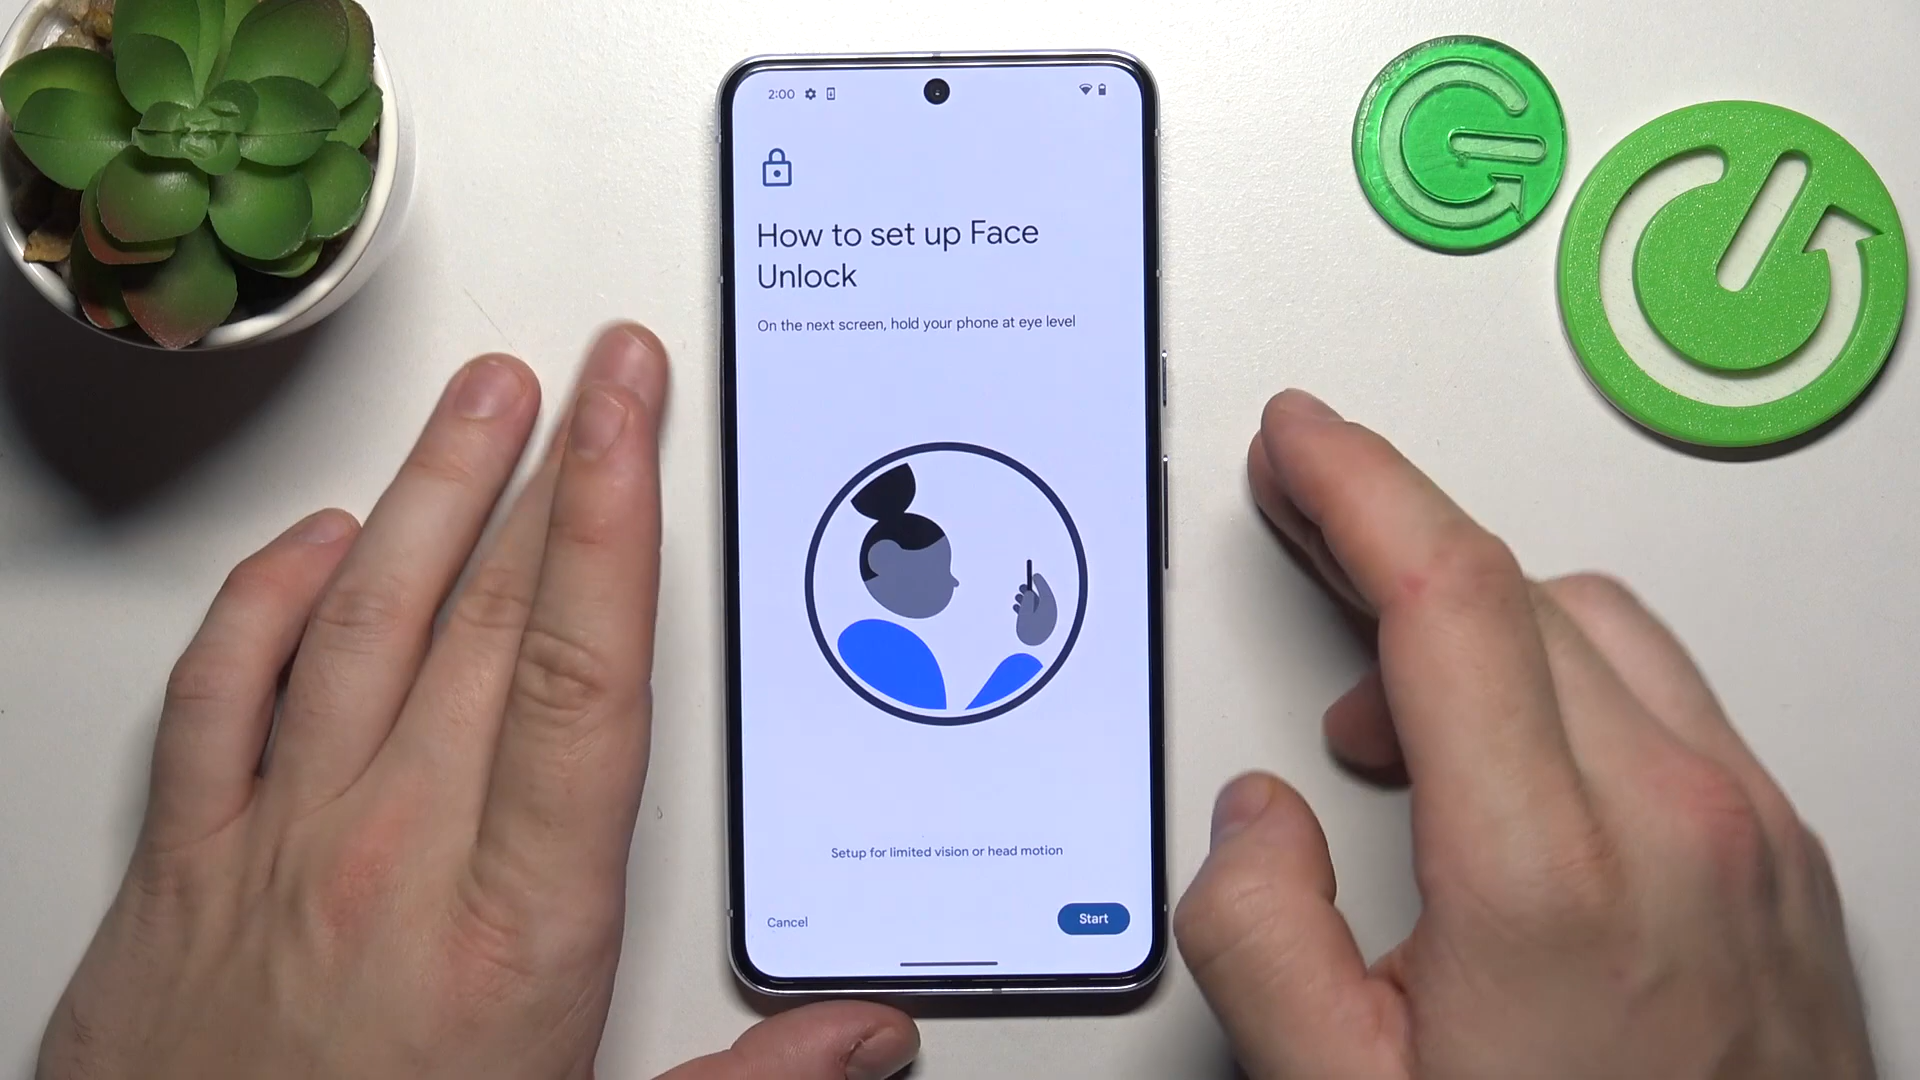 2:00
How to set up Face
Unlock
On the next screen, hold your phone at eye level
Setup for limited vision or head motion
Cancel
Start